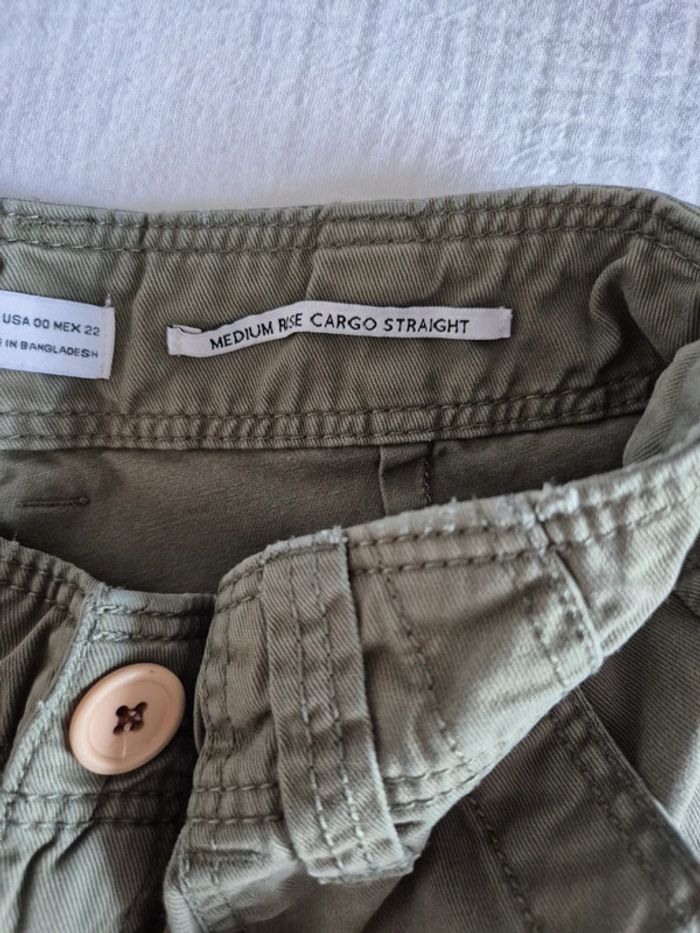 USA 00 MEX 22
IN BANGLADESH
MEDIUM RISE CARGO STRAIGHT